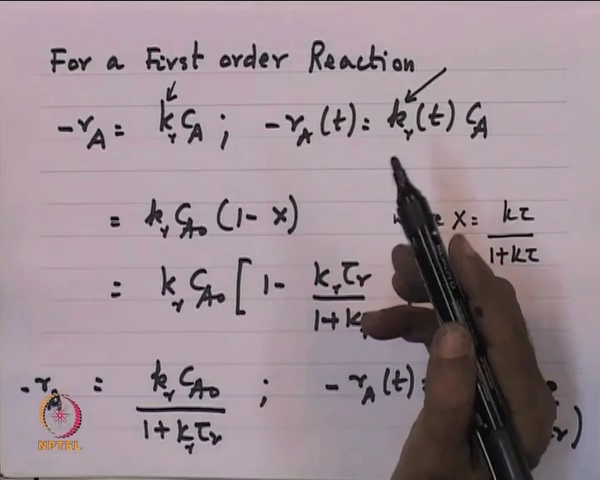 For a First order Reaction
-r_A = k_r C_A ; -r_A(t) = k_r(t) C_A
= k_r C_A0 (1 - x) x = kτ / 1+kτ
= k_r C_A0 [ 1 - k_r τ_r / 1+k
-r_A = k_r C_A0 / 1+k_r τ_r ; -r_A(t)
NPTEL